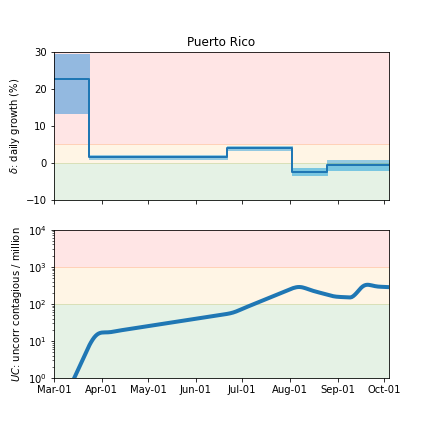 Puerto Rico
30
20
10
0
−10
δ: daily growth (%)
10⁴
10³
10²
10¹
10⁰
UC: uncorr contagious / million
Mar-01 Apr-01 May-01 Jun-01 Jul-01 Aug-01 Sep-01 Oct-01